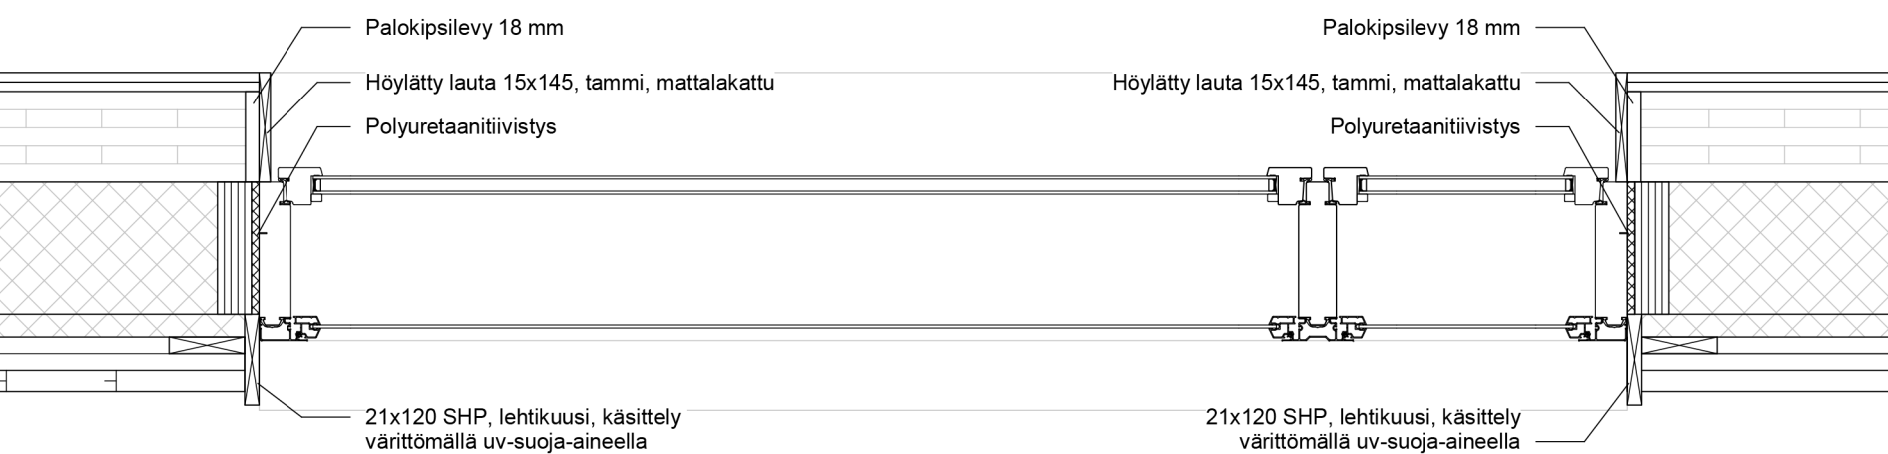 Palokipsilevy 18 mm
Palokipsilevy 18 mm
Höylätty lauta 15x145, tammi, mattalakattu
Höylätty lauta 15x145, tammi, mattalakattu
Polyuretaanitiivistys
Polyuretaanitiivistys
21x120 SHP, lehtikuusi, käsittely
värittömällä uv-suoja-aineella
21x120 SHP, lehtikuusi, käsittely
värittömällä uv-suoja-aineella